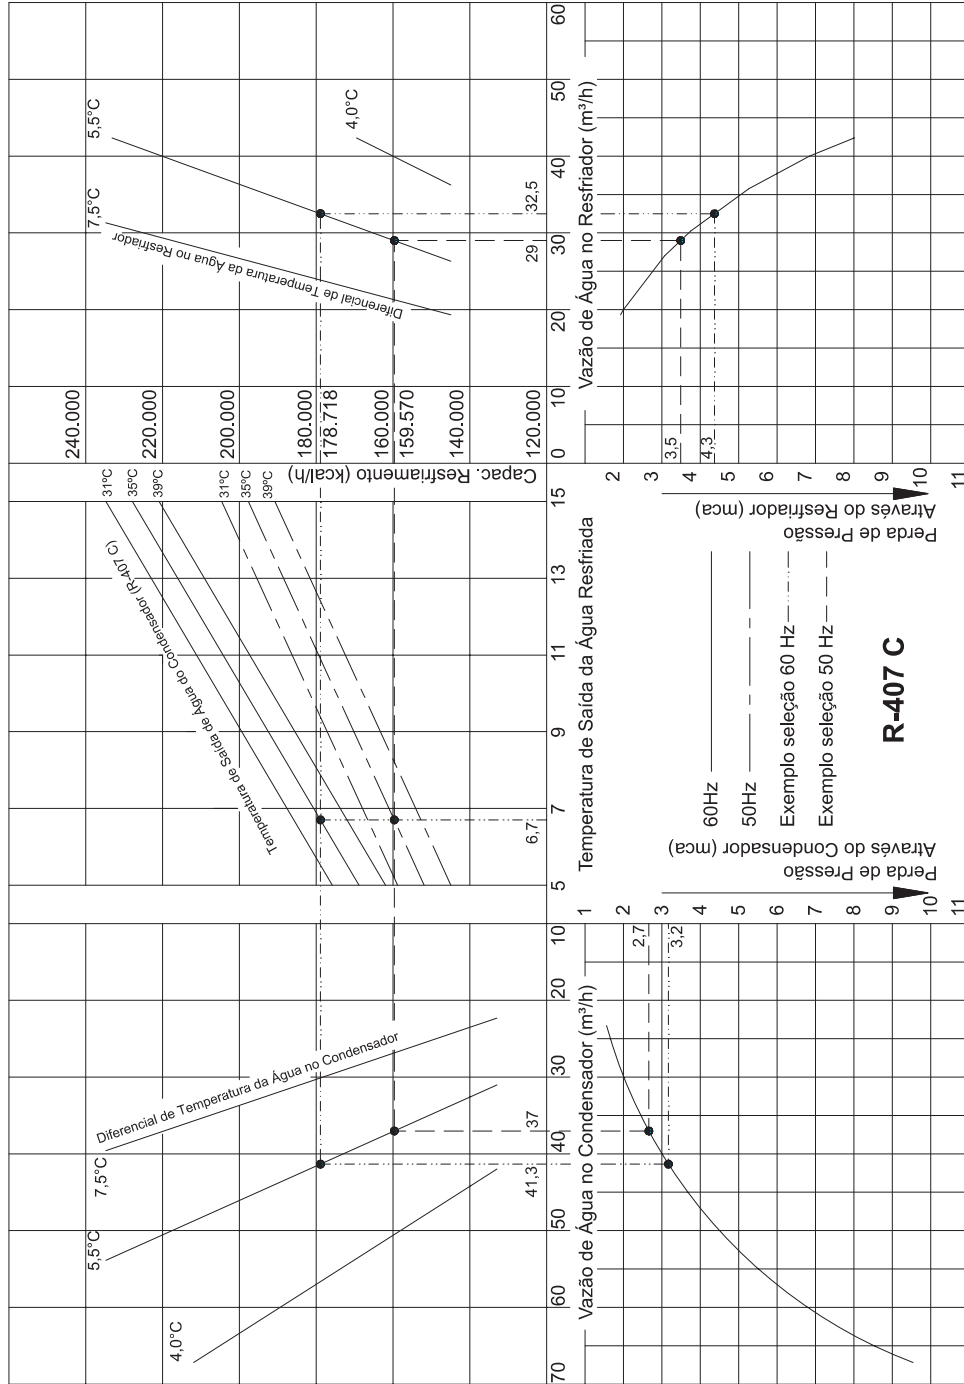 240.000
220.000
200.000
180.000
178.718
160.000
159.570
140.000
120.000
Capac. Resfriamento (kcal/h)
7,5°C
5,5°C
4,0°C
Diferencial de Temperatura da Água no Condensador
41,3
37
70
60
50
40
30
20
10
Vazão de Água no Condensador (m³/h)
Temperatura de Saída de Água do Condensador (R-407 C)
31ºC
35ºC
39ºC
31ºC
35ºC
39ºC
6,7
5
7
9
11
13
15
Temperatura de Saída da Água Resfriada
7,5°C
5,5°C
4,0°C
Diferencial de Temperatura da Água no Resfriador
29
32,5
0
10
20
30
40
50
60
Vazão de Água no Resfriador (m³/h)
1
2
3
4
5
6
7
8
9
10
11
2,7
3,2
Perda de Pressão
Através do Condensador (mca)
60Hz
50Hz
Exemplo seleção 60 Hz
Exemplo seleção 50 Hz
R-407 C
Perda de Pressão
Através do Resfriador (mca)
2
3
4
5
6
7
8
9
10
11
3,5
4,3